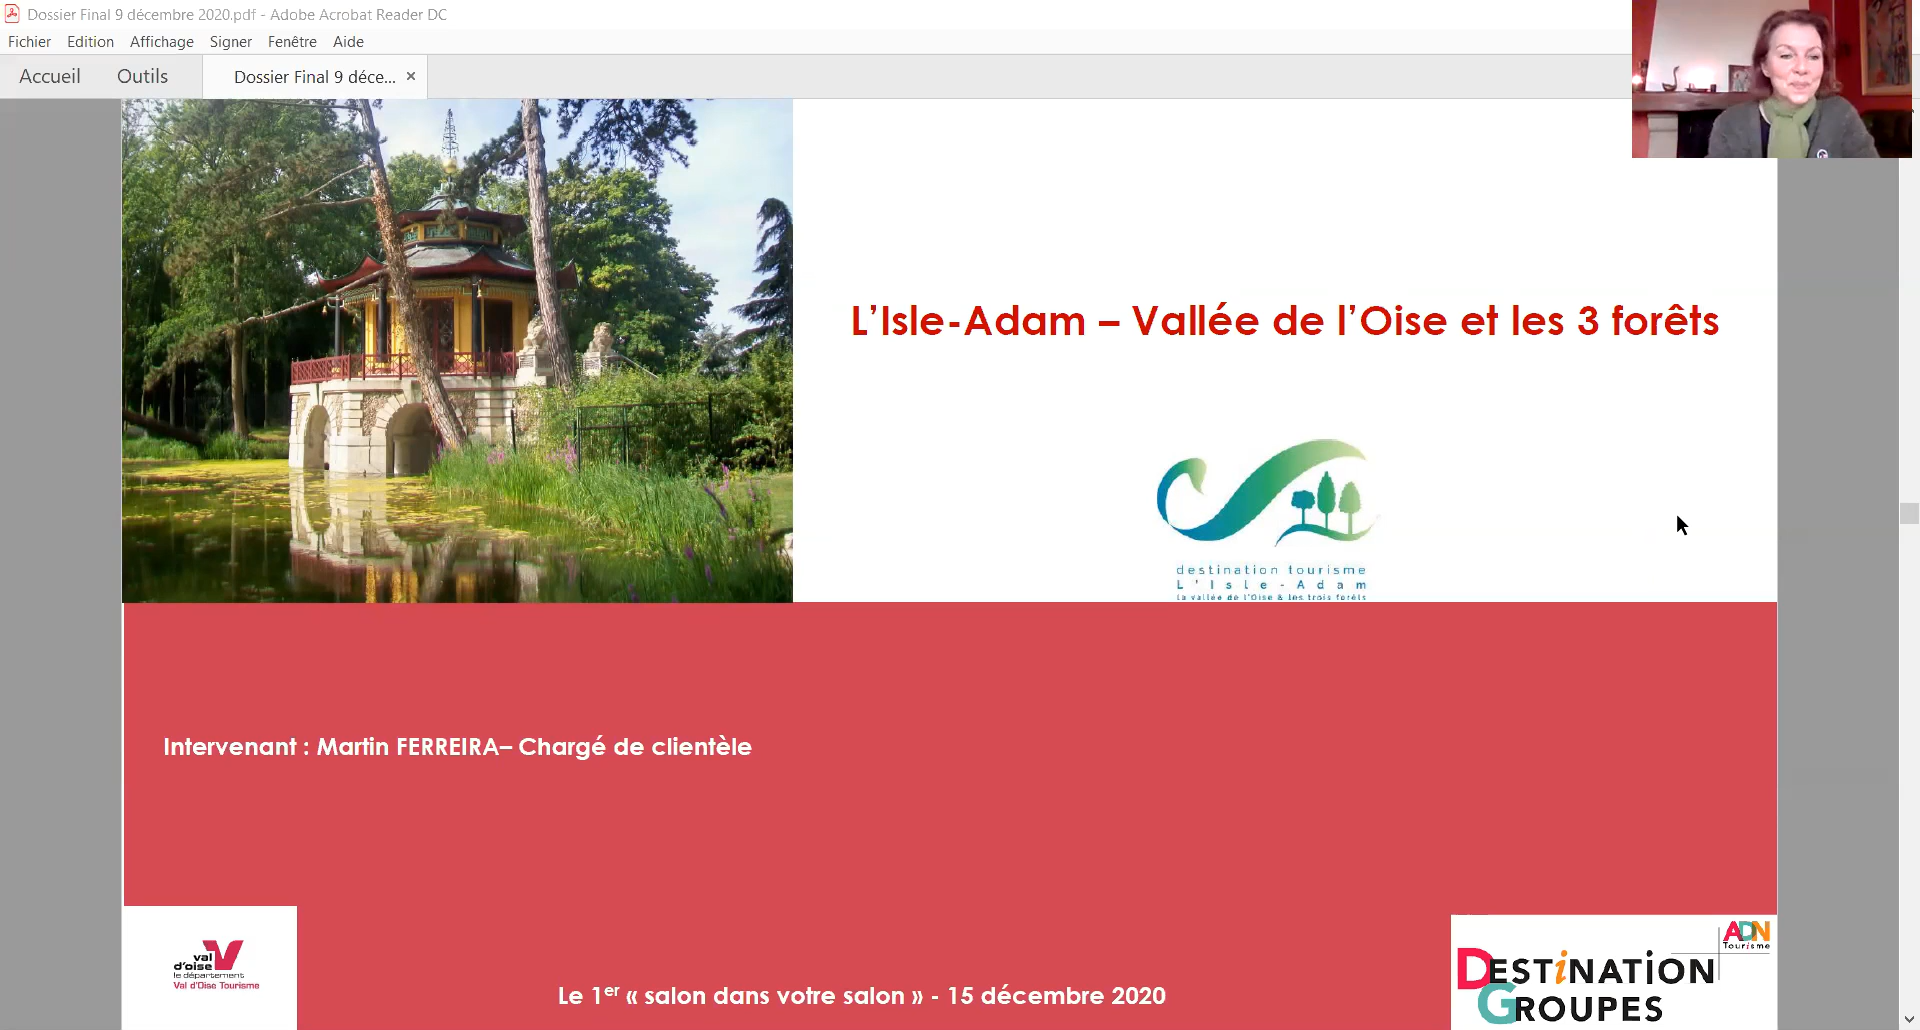 Dossier Final 9 décembre 2020.pdf - Adobe Acrobat Reader DC
Fichier Edition Affichage Signer Fenêtre Aide
Accueil Outils Dossier Final 9 déce... ×
L’Isle-Adam – Vallée de l’Oise et les 3 forêts
destination tourisme
L'Isle-Adam
la vallée de l'Oise & les trois forêts
Intervenant : Martin FERREIRA– Chargé de clientèle
val
d'oise
le département
Val d'Oise Tourisme
Le 1er « salon dans votre salon » - 15 décembre 2020
ADN
Tourisme
DESTiNATiON
GROUPES